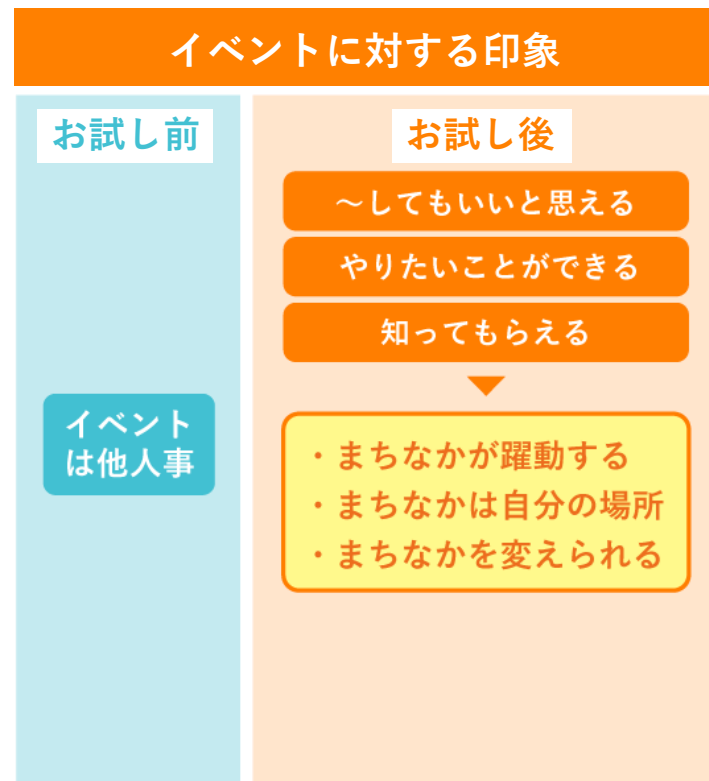 イベントに対する印象
お試し前
イベント
は他人事
お試し後
～してもいいと思える
やりたいことができる
知ってもらえる
・まちなかが躍動する
・まちなかは自分の場所
・まちなかを変えられる